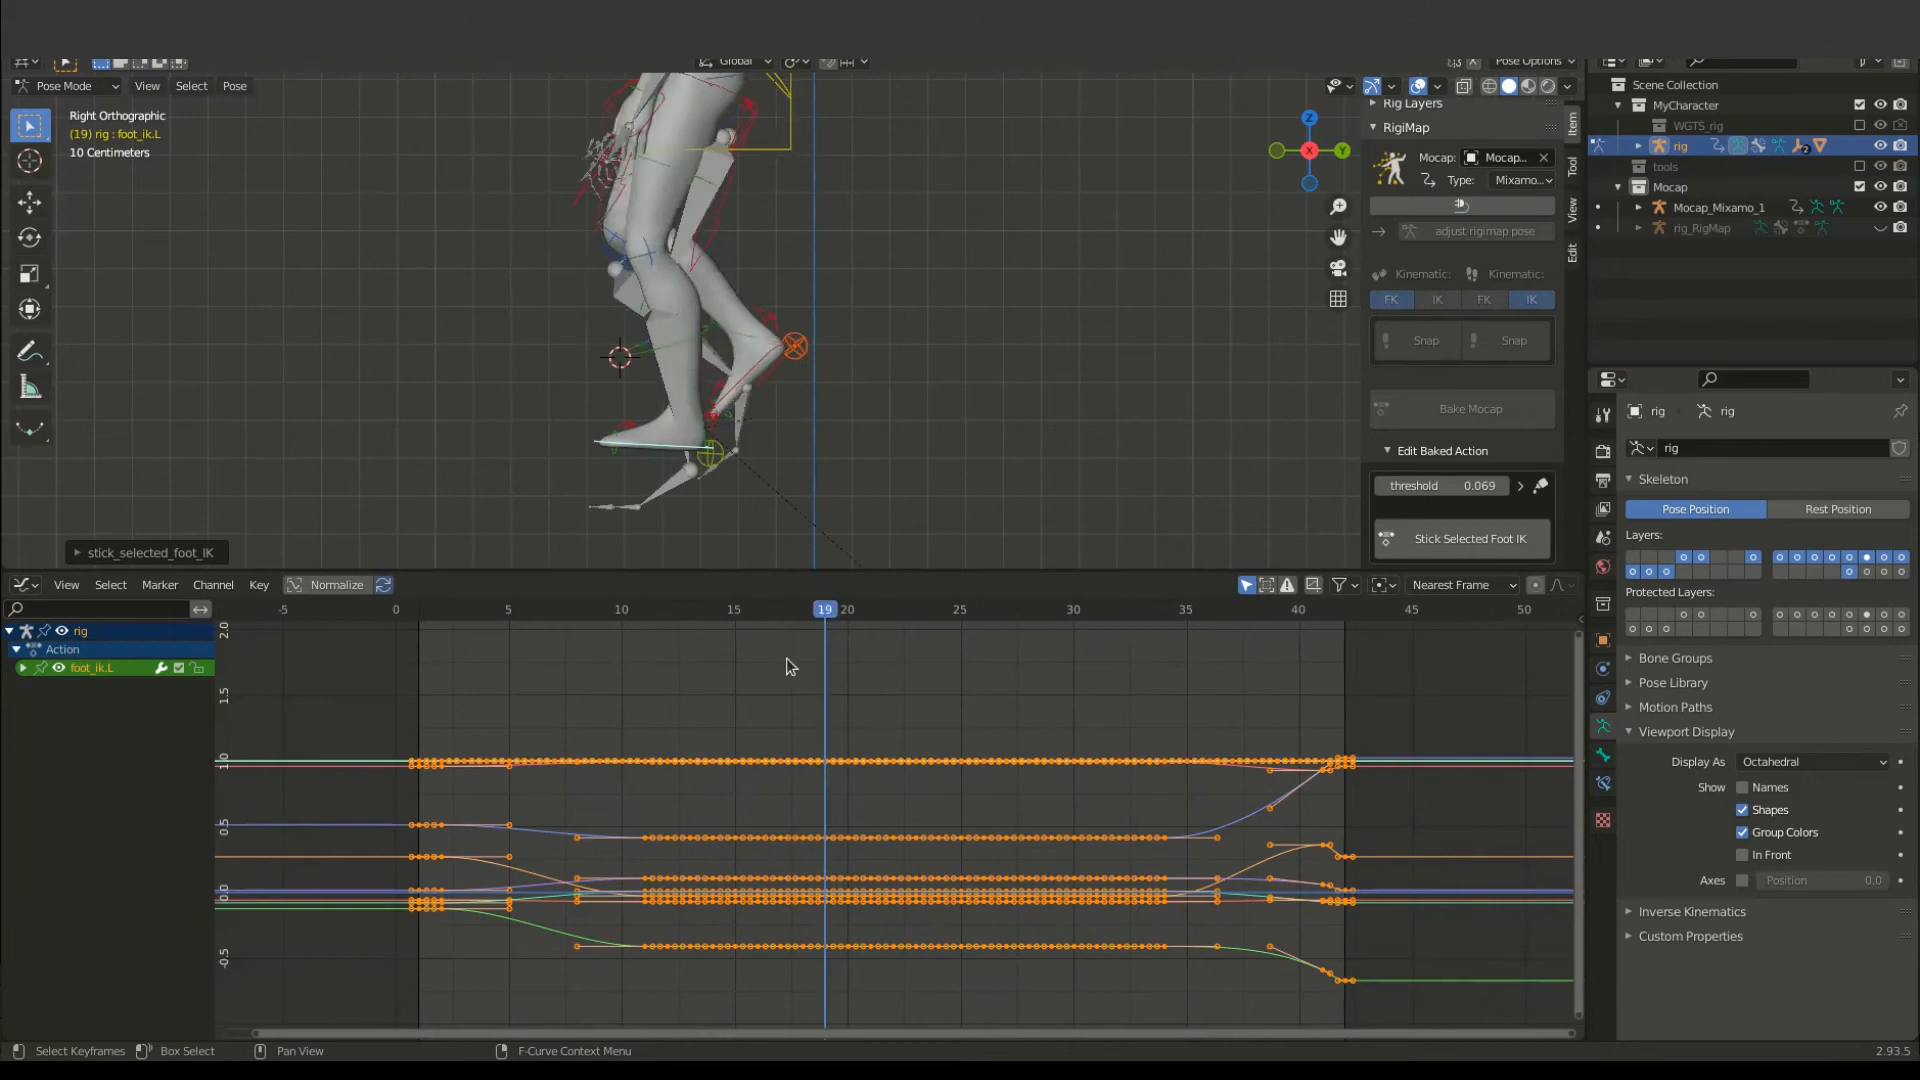 Global
Pose Options
Pose Mode
View
Select
Pose
Right Orthographic
(19) rig : foot_ik.L
10 Centimeters
Z
X
Y
Rig Layers
RigiMap
Mocap:
Mocap...
Type:
Mixamo...
adjust rigimap pose
Kinematic:
Kinematic:
FK
IK
FK
IK
Snap
Snap
Bake Mocap
Edit Baked Action
threshold
0.069
Stick Selected Foot IK
Item
Tool
View
Edit
stick_selected_foot_IK
Scene Collection
MyCharacter
WGTS_rig
rig
2
tools
Mocap
Mocap_Mixamo_1
rig_RigMap
rig
rig
rig
Skeleton
Pose Position
Rest Position
Layers:
Protected Layers:
Bone Groups
Pose Library
Motion Paths
Viewport Display
Display As
Octahedral
Show
Names
Shapes
Group Colors
In Front
Axes
Position
0.0
Inverse Kinematics
Custom Properties
View
Select
Marker
Channel
Key
Normalize
Nearest Frame
-5
0
5
10
15
19
20
25
30
35
40
45
50
rig
Action
foot_ik.L
2.0
1.5
1.0
0.5
0.0
-0.5
Select Keyframes
Box Select
Pan View
F-Curve Context Menu
2.93.5